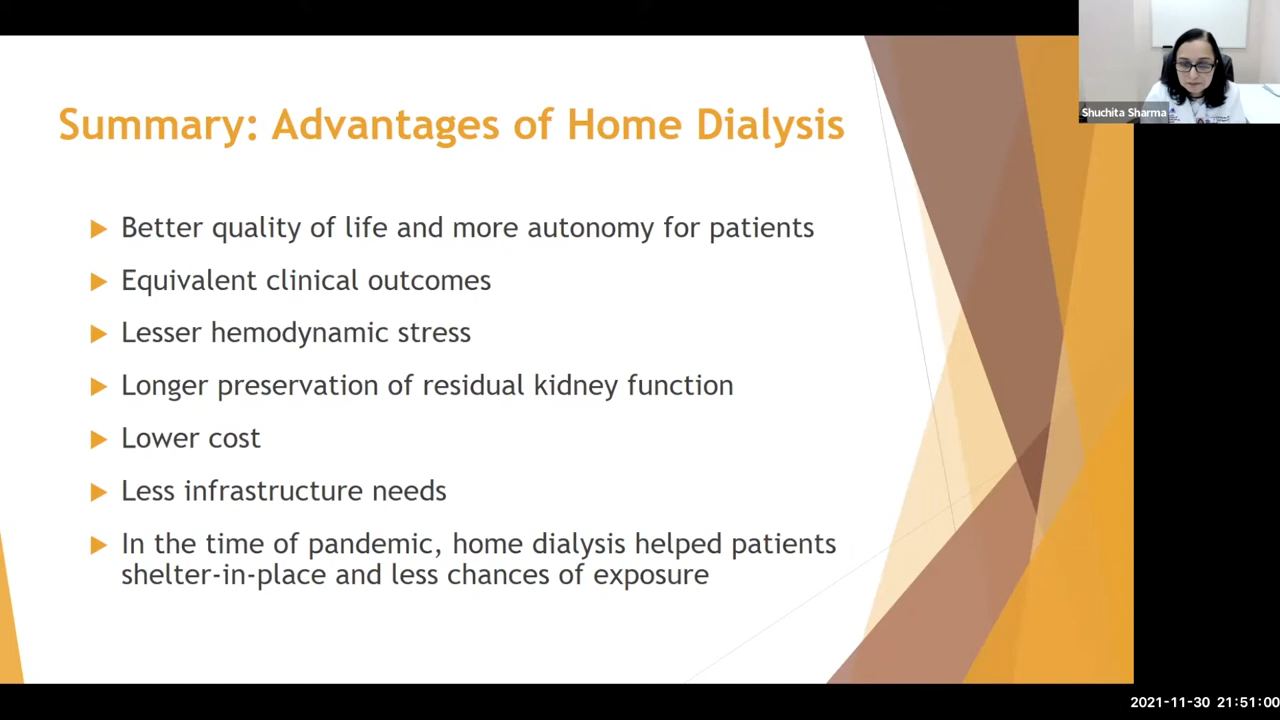 Summary: Advantages of Home Dialysis
Better quality of life and more autonomy for patients
Equivalent clinical outcomes
Lesser hemodynamic stress
Longer preservation of residual kidney function
Lower cost
Less infrastructure needs
In the time of pandemic, home dialysis helped patients
shelter-in-place and less chances of exposure
Shuchita Sharma
2021-11-30 21:51:00